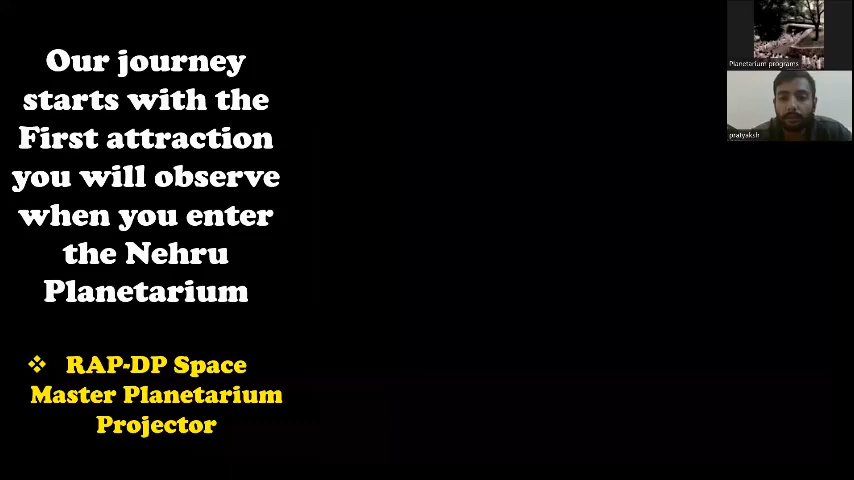 Our journey
starts with the
First attraction
you will observe
when you enter
the Nehru
Planetarium
❖ RAP-DP Space
Master Planetarium
Projector
Planetarium programs
pratyaksh